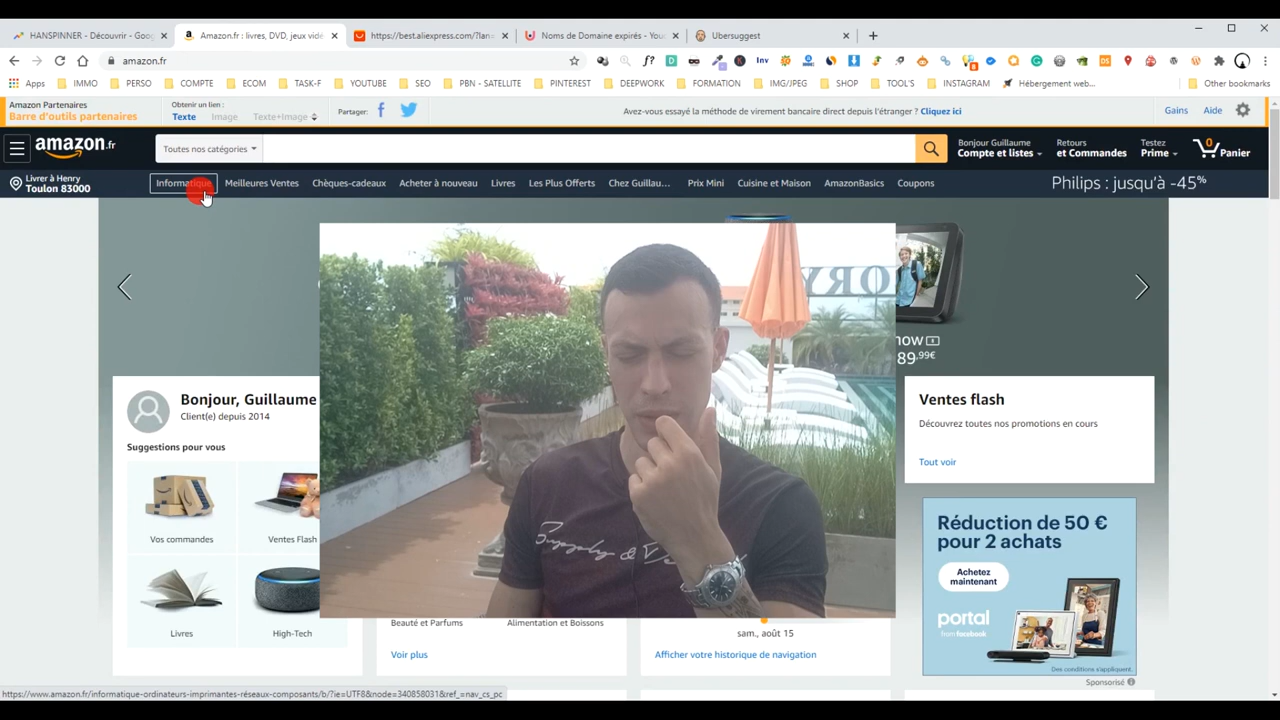 HANSPINNER - Découvrir - Goog
Amazon.fr : livres, DVD, jeux vidé
https://best.aliexpress.com/?lan=
Noms de Domaine expirés - You
Ubersuggest
amazon.fr
Apps
IMMO
PERSO
COMPTE
ECOM
TASK-F
YOUTUBE
SEO
PBN - SATELLITE
PINTEREST
DEEPWORK
FORMATION
IMG/JPEG
SHOP
TOOL'S
INSTAGRAM
Hébergement web...
Other bookmarks
Amazon Partenaires
Barre d'outils partenaires
Obtenir un lien :
Texte Image Texte+Image
Partager:
Avez-vous essayé la méthode de virement bancaire direct depuis l'étranger ? Cliquez ici
Gains
Aide
amazon.fr
Toutes nos catégories
Bonjour Guillaume
Compte et listes
Retours
et Commandes
Testez
Prime
0
Panier
Livrer à Henry
Toulon 83000
Informatique
Meilleures Ventes
Chèques-cadeaux
Acheter à nouveau
Livres
Les Plus Offerts
Chez Guillau...
Prix Mini
Cuisine et Maison
AmazonBasics
Coupons
Philips : jusqu'à -45%
how
89,99€
Bonjour, Guillaume
Client(e) depuis 2014
Suggestions pour vous
Vos commandes
Ventes Flash
Livres
High-Tech
Beauté et Parfums
Alimentation et Boissons
Voir plus
sam., août 15
Afficher votre historique de navigation
Ventes flash
Découvrez toutes nos promotions en cours
Tout voir
Réduction de 50 €
pour 2 achats
Achetez
maintenant
portal
from facebook
Des conditions s'appliquent.
Sponsorisé
https://www.amazon.fr/informatique-ordinateurs-imprimantes-réseaux-composants/b/?ie=UTF8&node=340858031&ref_=nav_cs_pc